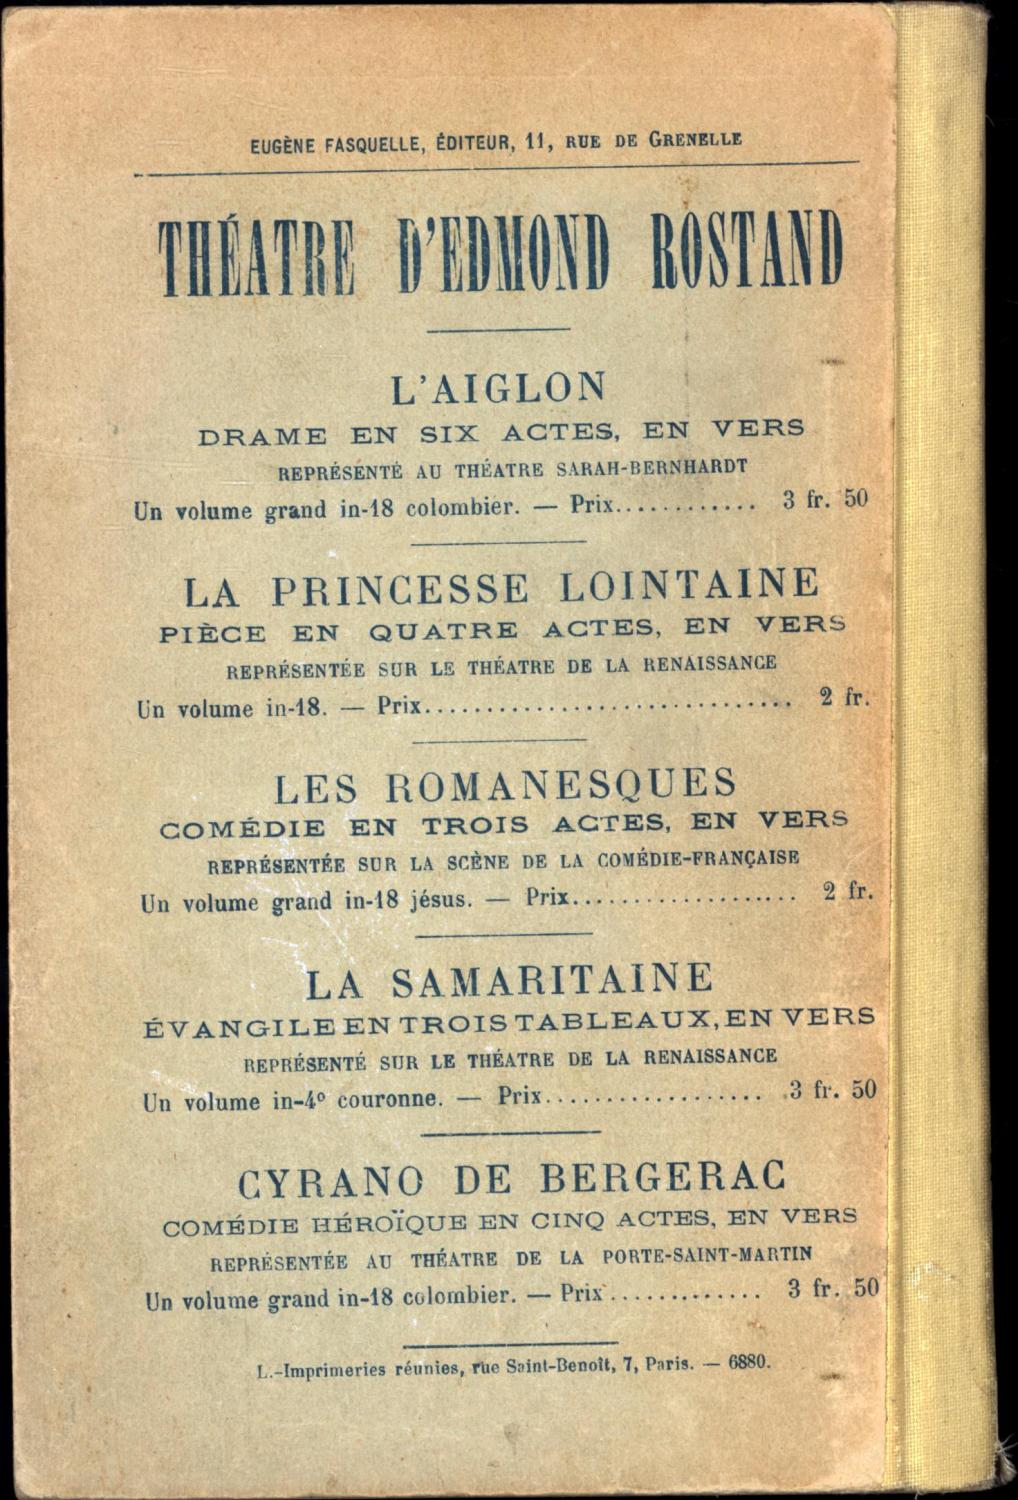 EUGÈNE FASQUELLE, ÉDITEUR, 11, RUE DE GRENELLE
THÉATRE D'EDMOND ROSTAND
L'AIGLON
DRAME EN SIX ACTES, EN VERS
REPRÉSENTÉ AU THÉATRE SARAH-BERNHARDT
Un volume grand in-18 colombier. — Prix............ 3 fr. 50
LA PRINCESSE LOINTAINE
PIÈCE EN QUATRE ACTES, EN VERS
REPRÉSENTÉE SUR LE THÉATRE DE LA RENAISSANCE
Un volume in-18. — Prix............................... 2 fr.
LES ROMANESQUES
COMÉDIE EN TROIS ACTES, EN VERS
REPRÉSENTÉE SUR LA SCÈNE DE LA COMÉDIE-FRANÇAISE
Un volume grand in-18 jésus. — Prix................... 2 fr.
LA SAMARITAINE
ÉVANGILE EN TROIS TABLEAUX, EN VERS
REPRÉSENTÉ SUR LE THÉATRE DE LA RENAISSANCE
Un volume in-4º couronne. — Prix.................. 3 fr. 50
CYRANO DE BERGERAC
COMÉDIE HÉROÏQUE EN CINQ ACTES, EN VERS
REPRÉSENTÉE AU THÉATRE DE LA PORTE-SAINT-MARTIN
Un volume grand in-18 colombier. — Prix............. 3 fr. 50
L.-Imprimeries réunies, rue Saint-Benoît, 7, Paris. — 6880.